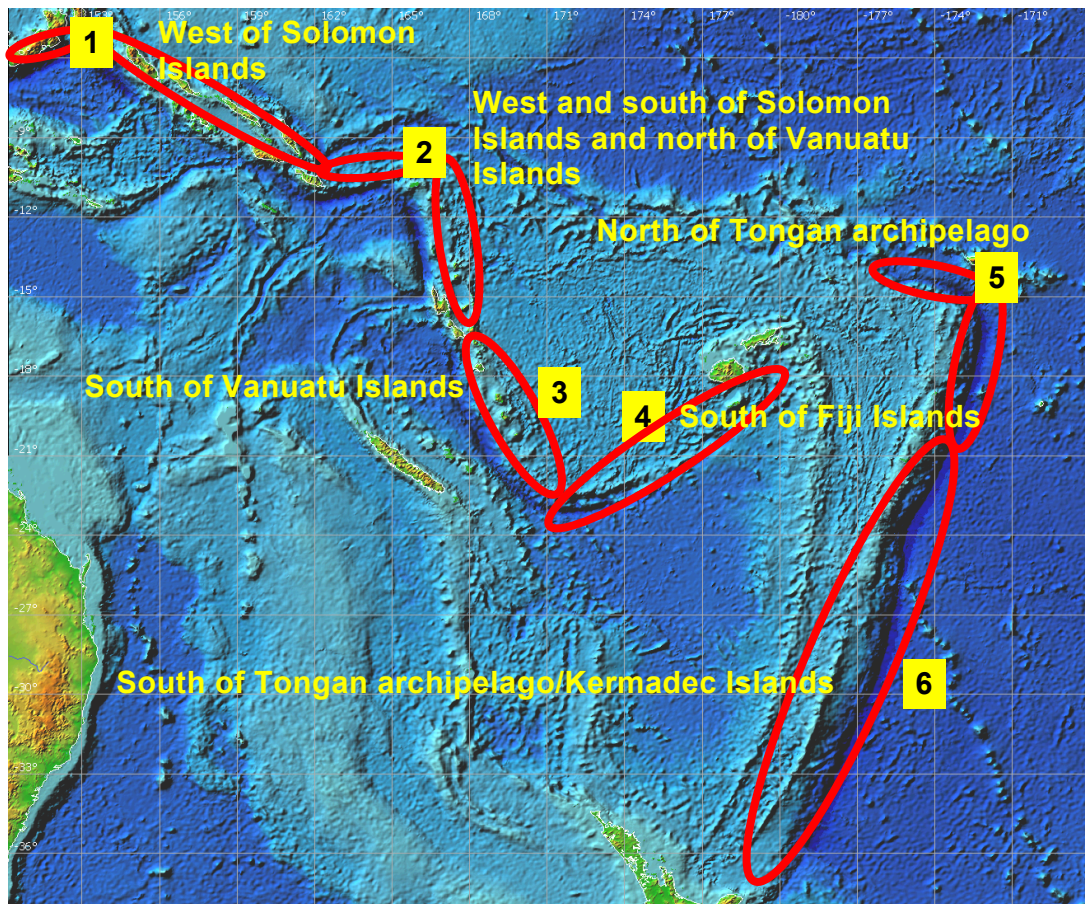 156° 159° 162° 165° 168° 171° 174° 177° -180° -177° -174° -171°
1
West of Solomon
Islands
2
West and south of Solomon
Islands and north of Vanuatu
Islands
-9°
-12°
North of Tongan archipelago
5
-15°
-18°
South of Vanuatu Islands
3
4
South of Fiji Islands
-21°
-24°
-27°
-30°
South of Tongan archipelago/Kermadec Islands
6
-33°
-36°